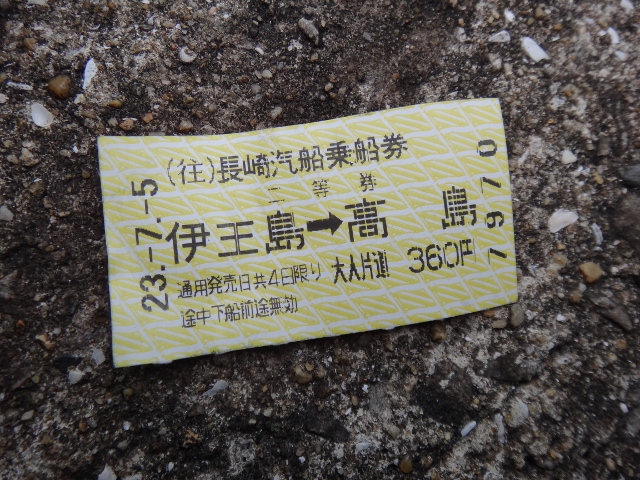 23.-7.-5
(往)長崎汽船乗船券
二等券
伊王島➡高島
通用発売日共4日限り 大人片道 360円
途中下船前途無効
7970